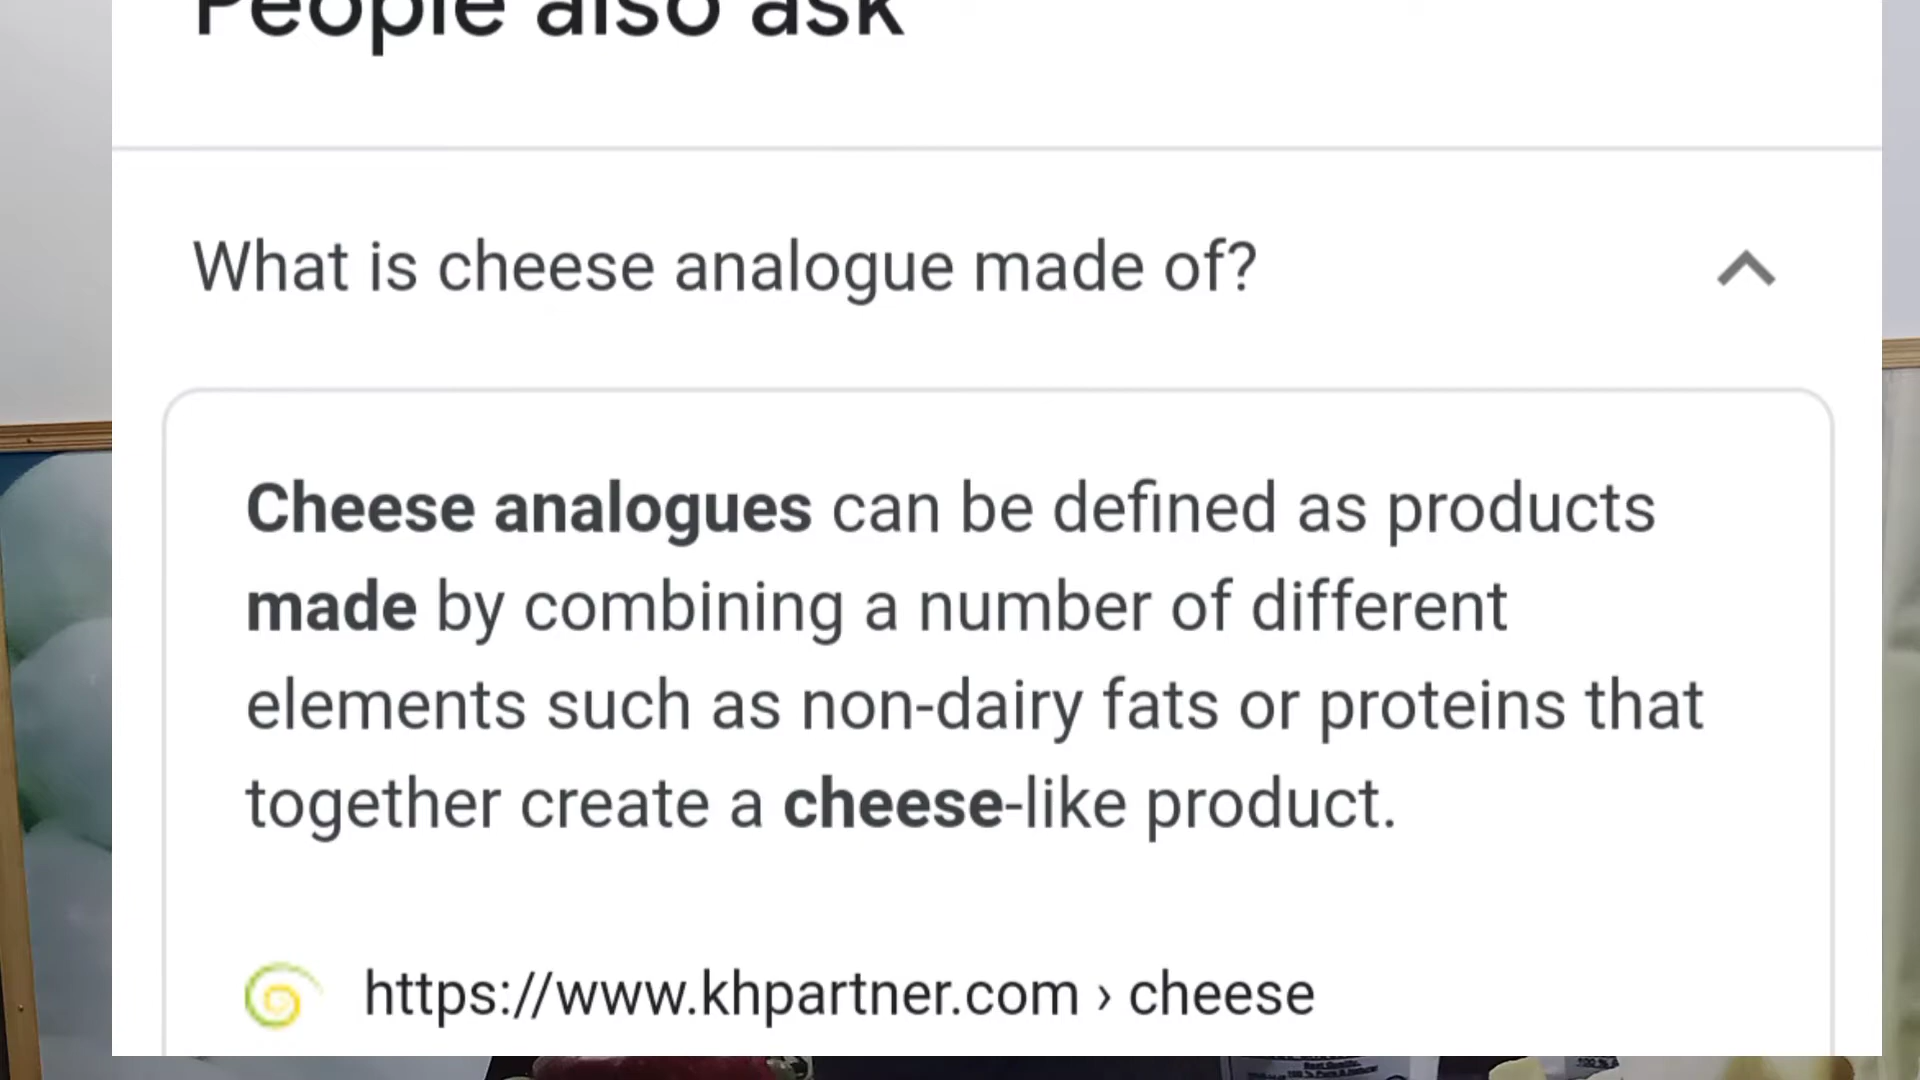 People also ask
What is cheese analogue made of?
Cheese analogues can be defined as products
made by combining a number of different
elements such as non-dairy fats or proteins that
together create a cheese-like product.
https://www.khpartner.com › cheese